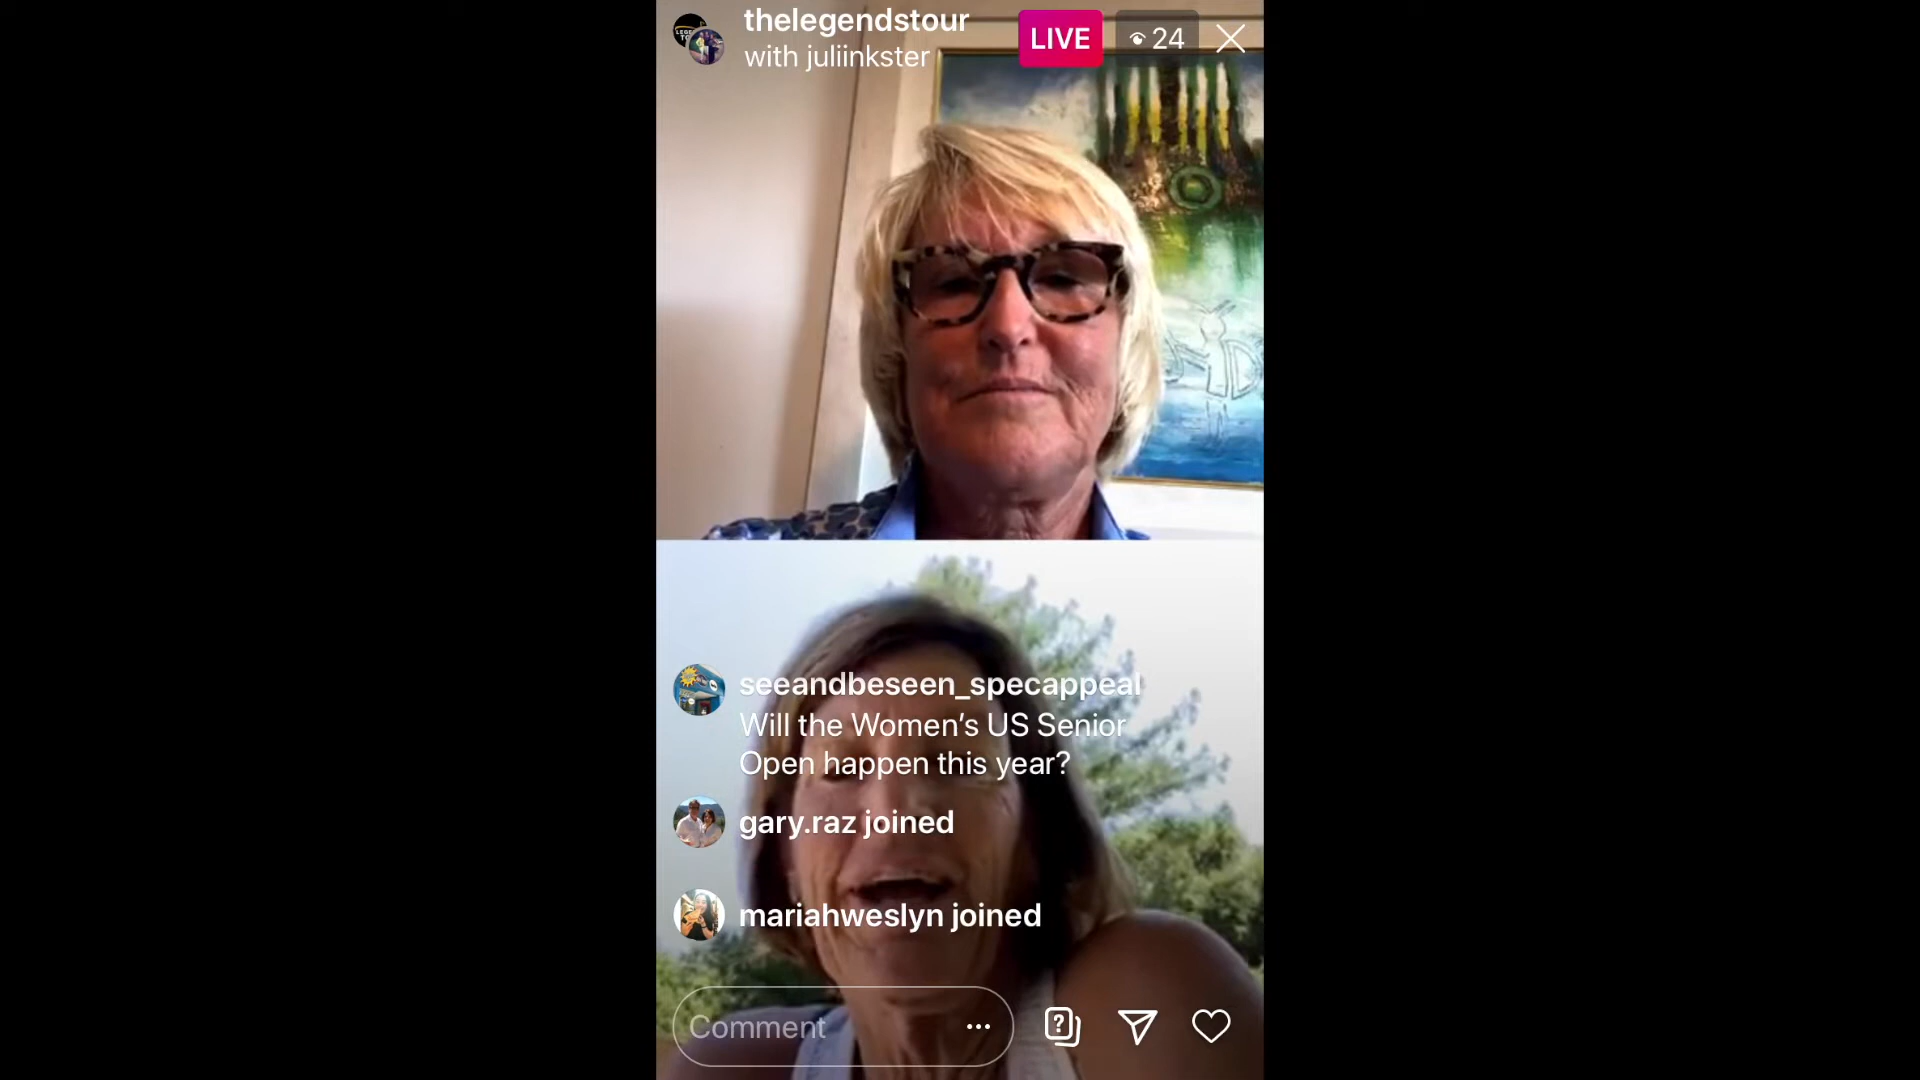 thelegendstour
with juliinkster
LIVE
24
seeandbeseen_specappeal
Will the Women’s US Senior
Open happen this year?
gary.raz joined
mariahweslyn joined
Comment